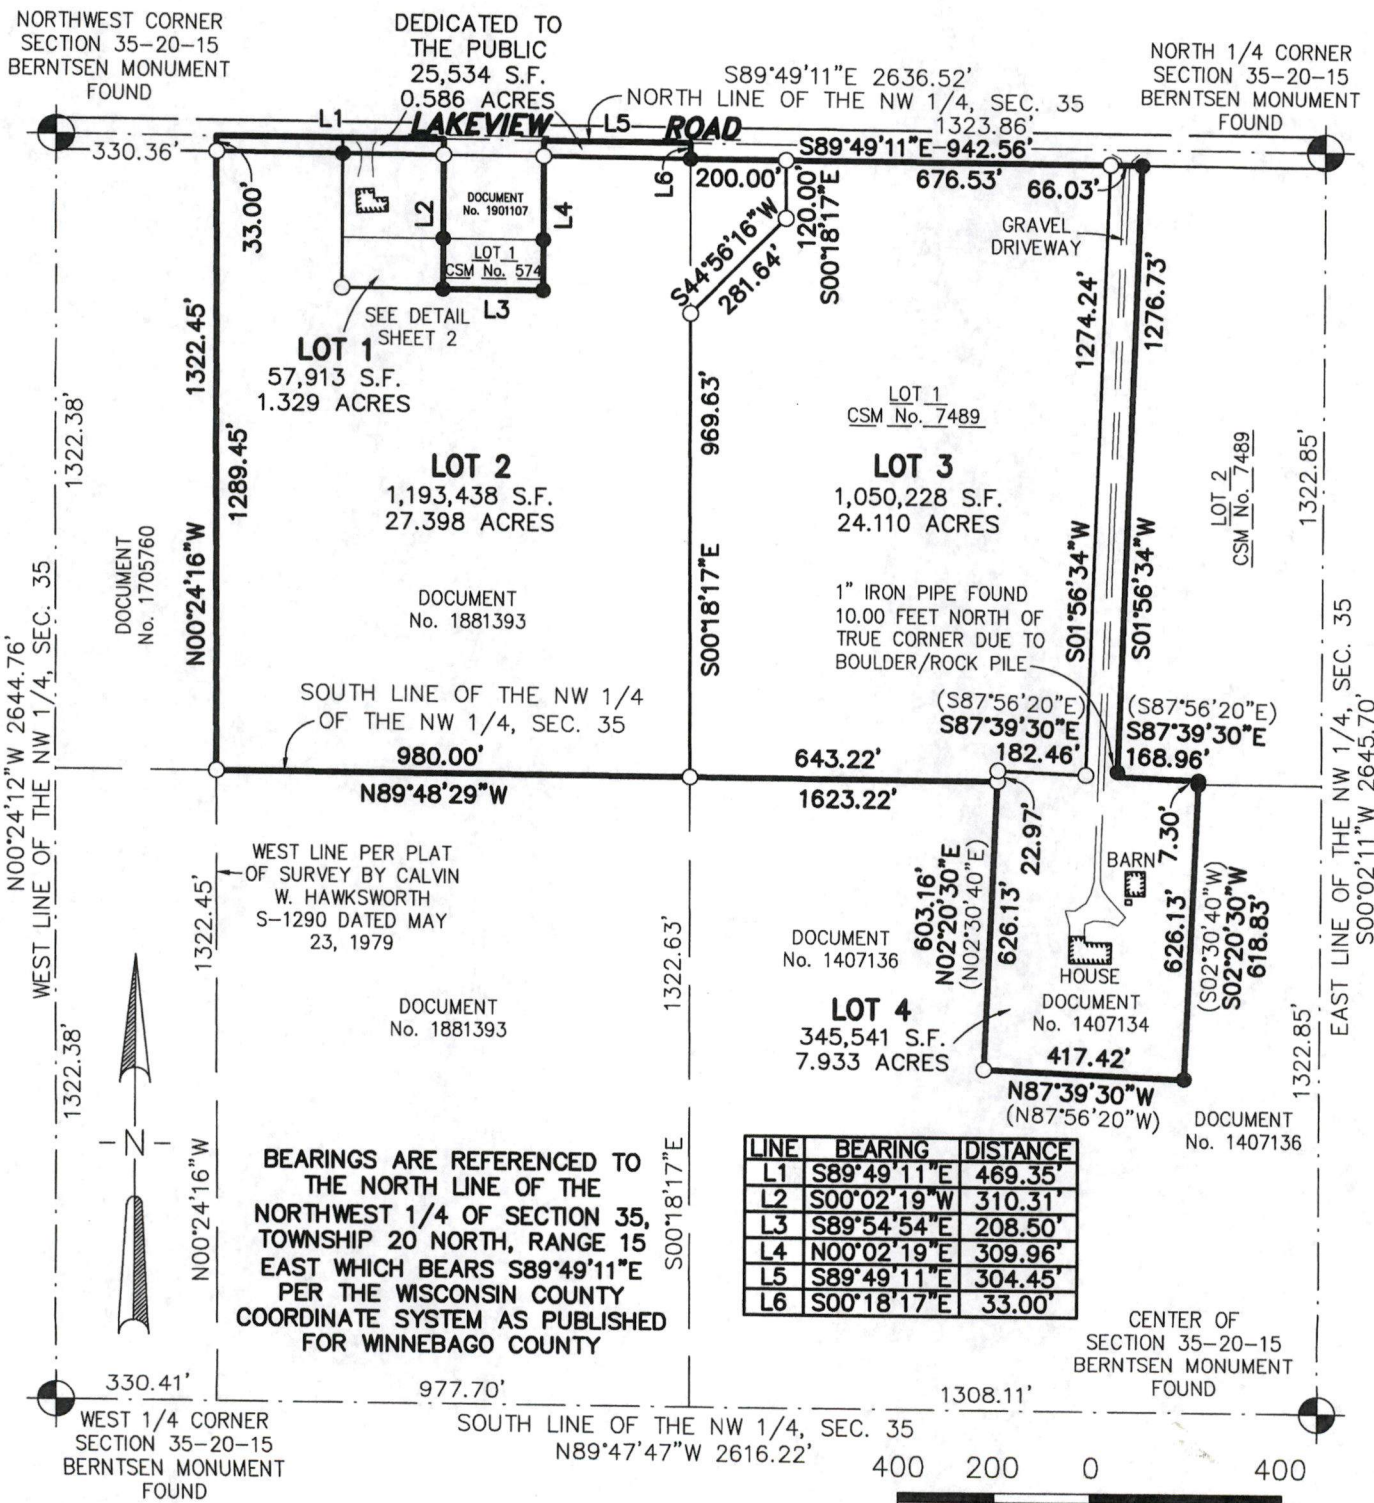 NORTHWEST CORNER
SECTION 35-20-15
BERNTSEN MONUMENT
FOUND
DEDICATED TO
THE PUBLIC
25,534 S.F.
0.586 ACRES
S89°49'11"E 2636.52'
NORTH LINE OF THE NW 1/4, SEC. 35
NORTH 1/4 CORNER
SECTION 35-20-15
BERNTSEN MONUMENT
FOUND
L1
LAKEVIEW
L5
ROAD
1323.86'
330.36'
S89°49'11"E 942.56'
L6
200.00'
676.53'
66.03'
33.00'
L2
DOCUMENT
No. 1901107
L4
120.00'
S00°18'17"E
GRAVEL
DRIVEWAY
S44°56'16"W
281.64'
LOT 1
CSM No. 574
L3
SEE DETAIL
SHEET 2
LOT 1
57,913 S.F.
1.329 ACRES
1322.45'
1289.45'
N00°24'16"W
1322.38'
1274.24'
1276.73'
969.63'
S00°18'17"E
LOT 1
CSM No. 7489
LOT 2
1,193,438 S.F.
27.398 ACRES
LOT 3
1,050,228 S.F.
24.110 ACRES
LOT 2
CSM No. 7489
1322.85'
DOCUMENT
No. 1705760
DOCUMENT
No. 1881393
S01°56'34"W
S01°56'34"W
1" IRON PIPE FOUND
10.00 FEET NORTH OF
TRUE CORNER DUE TO
BOULDER/ROCK PILE
N00°24'12"W 2644.76'
WEST LINE OF THE NW 1/4, SEC. 35
EAST LINE OF THE NW 1/4, SEC. 35
S00°02'11"W 2645.70'
SOUTH LINE OF THE NW 1/4
OF THE NW 1/4, SEC. 35
(S87°56'20"E)
S87°39'30"E
182.46'
(S87°56'20"E)
S87°39'30"E
168.96'
980.00'
643.22'
N89°48'29"W
1623.22'
22.97'
7.30'
WEST LINE PER PLAT
OF SURVEY BY CALVIN
W. HAWKSWORTH
S-1290 DATED MAY
23, 1979
1322.45'
1322.63'
603.16'
N02°20'30"E
(N02°30'40"E)
626.13'
BARN
626.13'
(S02°30'40"W)
S02°20'30"W
618.83'
DOCUMENT
No. 1407136
HOUSE
DOCUMENT
No. 1881393
LOT 4
345,541 S.F.
7.933 ACRES
DOCUMENT
No. 1407134
417.42'
N87°39'30"W
(N87°56'20"W)
1322.38'
1322.85'
DOCUMENT
No. 1407136
-N-
N00°24'16"W
S00°18'17"E
BEARINGS ARE REFERENCED TO
THE NORTH LINE OF THE
NORTHWEST 1/4 OF SECTION 35,
TOWNSHIP 20 NORTH, RANGE 15
EAST WHICH BEARS S89°49'11"E
PER THE WISCONSIN COUNTY
COORDINATE SYSTEM AS PUBLISHED
FOR WINNEBAGO COUNTY
LINE BEARING DISTANCE
L1 S89°49'11"E 469.35'
L2 S00°02'19"W 310.31'
L3 S89°54'54"E 208.50'
L4 N00°02'19"E 309.96'
L5 S89°49'11"E 304.45'
L6 S00°18'17"E 33.00'
CENTER OF
SECTION 35-20-15
BERNTSEN MONUMENT
FOUND
330.41'
977.70'
1308.11'
WEST 1/4 CORNER
SECTION 35-20-15
BERNTSEN MONUMENT
FOUND
SOUTH LINE OF THE NW 1/4, SEC. 35
N89°47'47"W 2616.22'
400 200 0 400